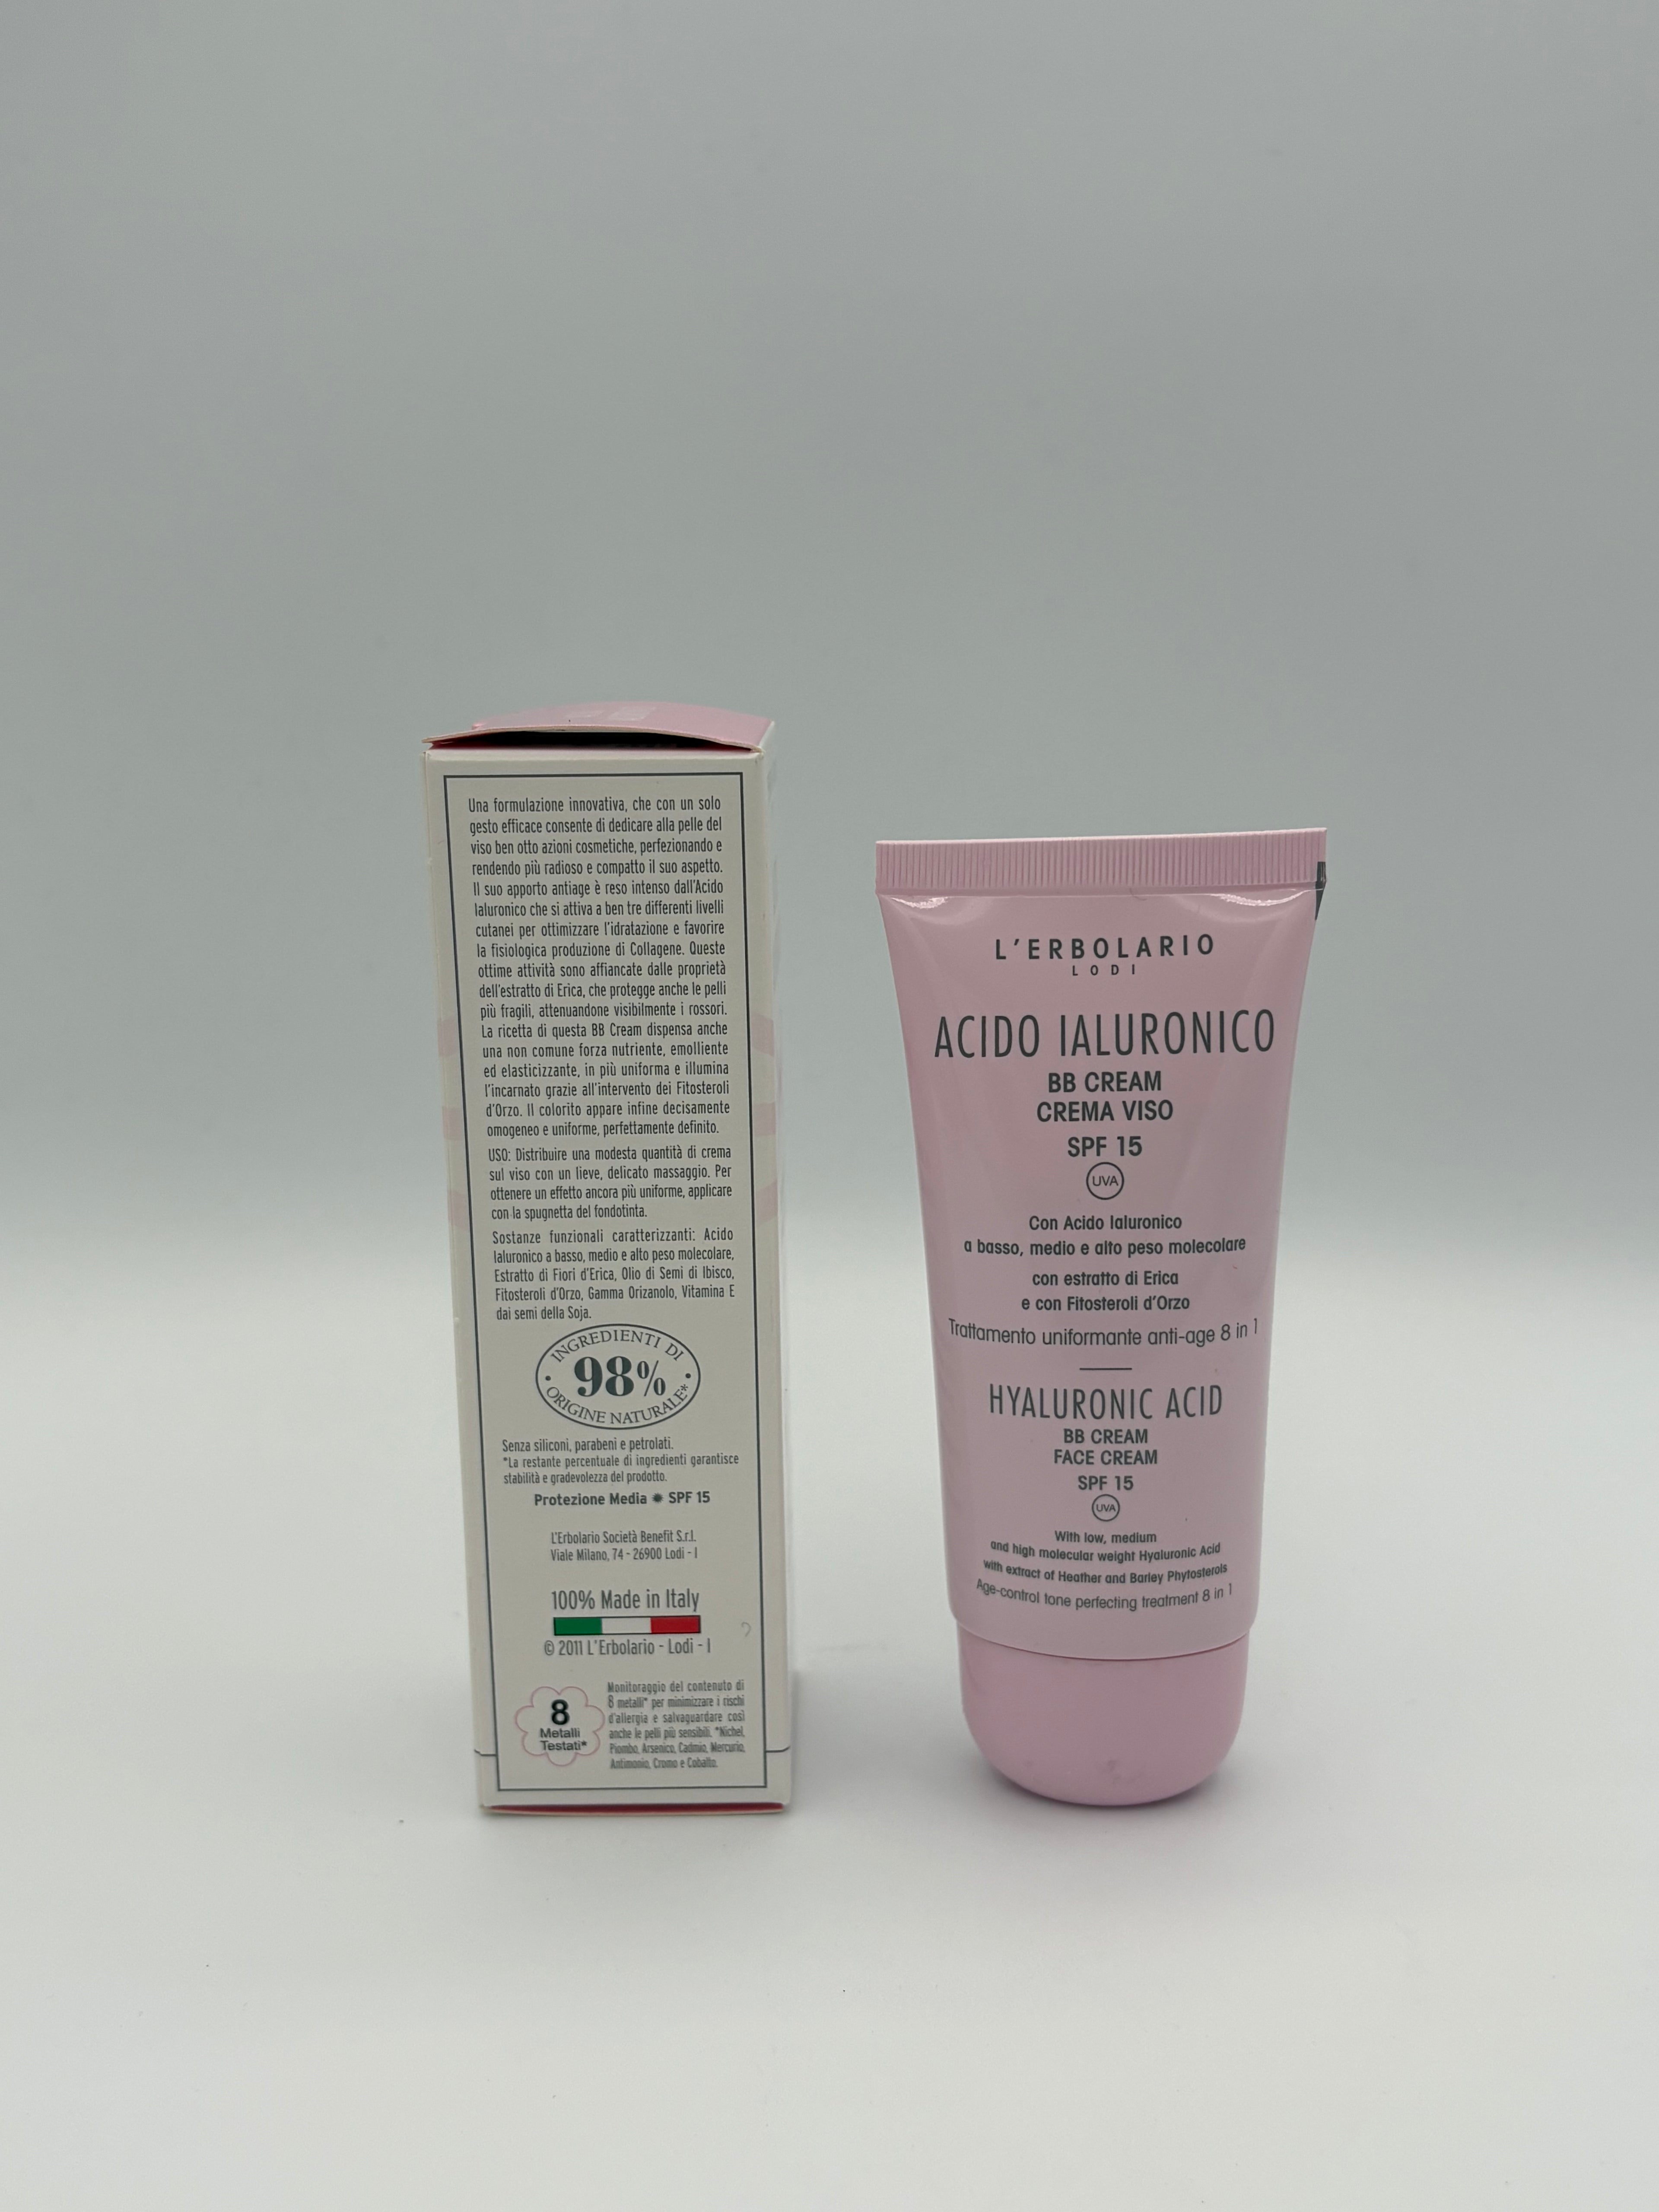 Una formulazione innovativa, che con un solo
gesto efficace consente di dedicare alla pelle del
viso ben otto azioni cosmetiche, perfezionando e
rendendo più radioso e compatto il suo aspetto.
Il suo apporto antiage è reso intenso dall'Acido
Ialuronico che si attiva a ben tre differenti livelli
cutanei per ottimizzare l'idratazione e favorire
la fisiologica produzione di Collagene. Queste
ottime attività sono affiancate dalle proprietà
dell'estratto di Erica, che protegge anche le pelli
più fragili, attenuandone visibilmente i rossori.
La ricetta di questa BB Cream dispensa anche
una non comune forza nutriente, emolliente
ed elasticizzante, in più uniforma e illumina
l'incarnato grazie all'intervento dei Fitosteroli
d'Orzo. Il colorito appare infine decisamente
omogeneo e uniforme, perfettamente definito.
USO: Distribuire una modesta quantità di crema
sul viso con un lieve, delicato massaggio. Per
ottenere un effetto ancora più uniforme, applicare
con la spugnetta del fondotinta.
Sostanze funzionali caratterizzanti: Acido
Ialuronico a basso, medio e alto peso molecolare,
Estratto di Fiori d'Erica, Olio di Semi di Ibisco,
Fitosteroli d'Orzo, Gamma Orizanolo, Vitamina E
dai semi della Soja.
INGREDIENTI DI
98%
ORIGINE NATURALE*
Senza siliconi, parabeni e petrolati.
*La restante percentuale di ingredienti garantisce
stabilità e gradevolezza del prodotto.
Protezione Media ✹ SPF 15
L'Erbolario Società Benefit S.r.l.
Viale Milano, 74 - 26900 Lodi - I
100% Made in Italy
© 2011 L'Erbolario - Lodi - I
8
Metalli
Testati*
Monitoraggio del contenuto di
8 metalli* per minimizzare i rischi
d'allergia e salvaguardare così
anche le pelli più sensibili. *Nichel,
Piombo, Arsenico, Cadmio, Mercurio,
Antimonio, Cromo e Cobalto.
L'ERBOLARIO
LODI
ACIDO IALURONICO
BB CREAM
CREMA VISO
SPF 15
UVA
Con Acido Ialuronico
a basso, medio e alto peso molecolare
con estratto di Erica
e con Fitosteroli d'Orzo
Trattamento uniformante anti-age 8 in 1
HYALURONIC ACID
BB CREAM
FACE CREAM
SPF 15
UVA
With low, medium
and high molecular weight Hyaluronic Acid
with extract of Heather and Barley Phytosterols
Age-control tone perfecting treatment 8 in 1